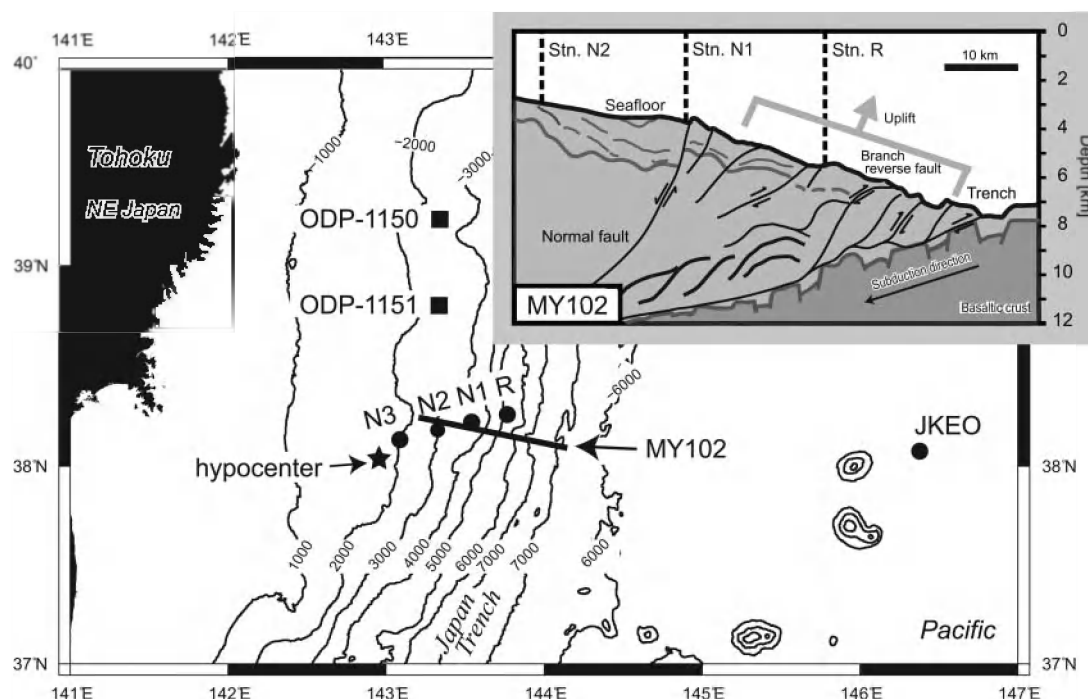 141°E
142°E
143°E
40°
39°N
38°N
37°N
Tohoku
NE Japan
ODP-1150
ODP-1151
N3
N2
N1
R
hypocenter
MY102
JKEO
Japan
Trench
Pacific
~1000
~2000
~3000
~6000
1000
2000
3000
4000
5000
6000
7000
7000
6000
Stn. N2
Stn. N1
Stn. R
10 km
Seafloor
Uplift
Branch
reverse fault
Trench
Normal fault
Subduction direction
Basaltic crust
MY102
0
2
4
6
8
10
12
Depth [km]
38°N
37°N
141°E
142°E
143°E
144°E
145°E
146°E
147°E